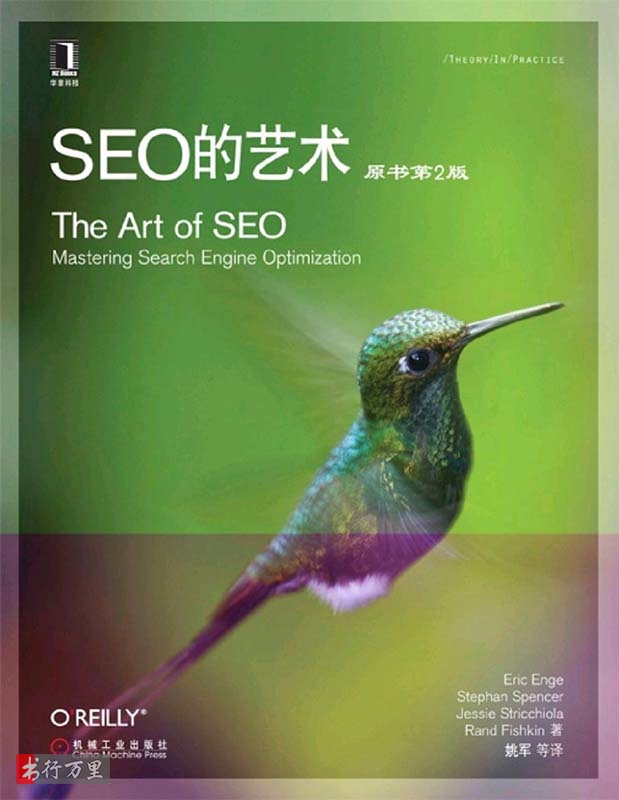 HZ BOOKS
华章科技
/THEORY/IN/PRACTICE
SEO的艺术 原书第2版
The Art of SEO
Mastering Search Engine Optimization
Eric Enge
Stephan Spencer
Jessie Stricchiola
Rand Fishkin 著
姚军 等译
O'REILLY®
机械工业出版社
China Machine Press
书行万里